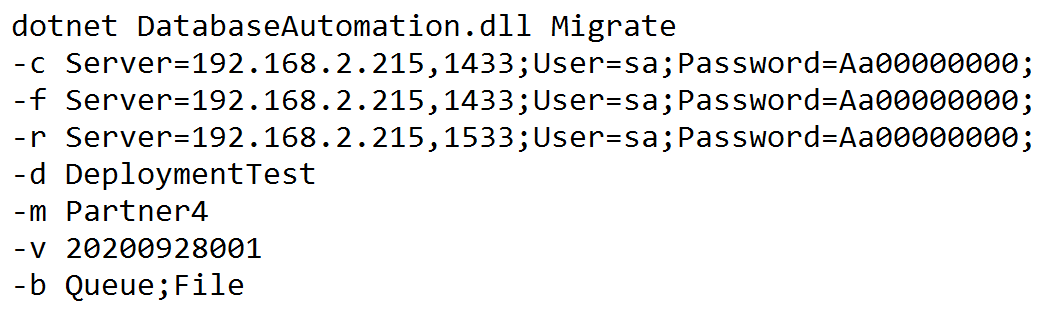 dotnet DatabaseAutomation.dll Migrate
-c Server=192.168.2.215,1433;User=sa;Password=Aa00000000;
-f Server=192.168.2.215,1433;User=sa;Password=Aa00000000;
-r Server=192.168.2.215,1533;User=sa;Password=Aa00000000;
-d DeploymentTest
-m Partner4
-v 20200928001
-b Queue;File